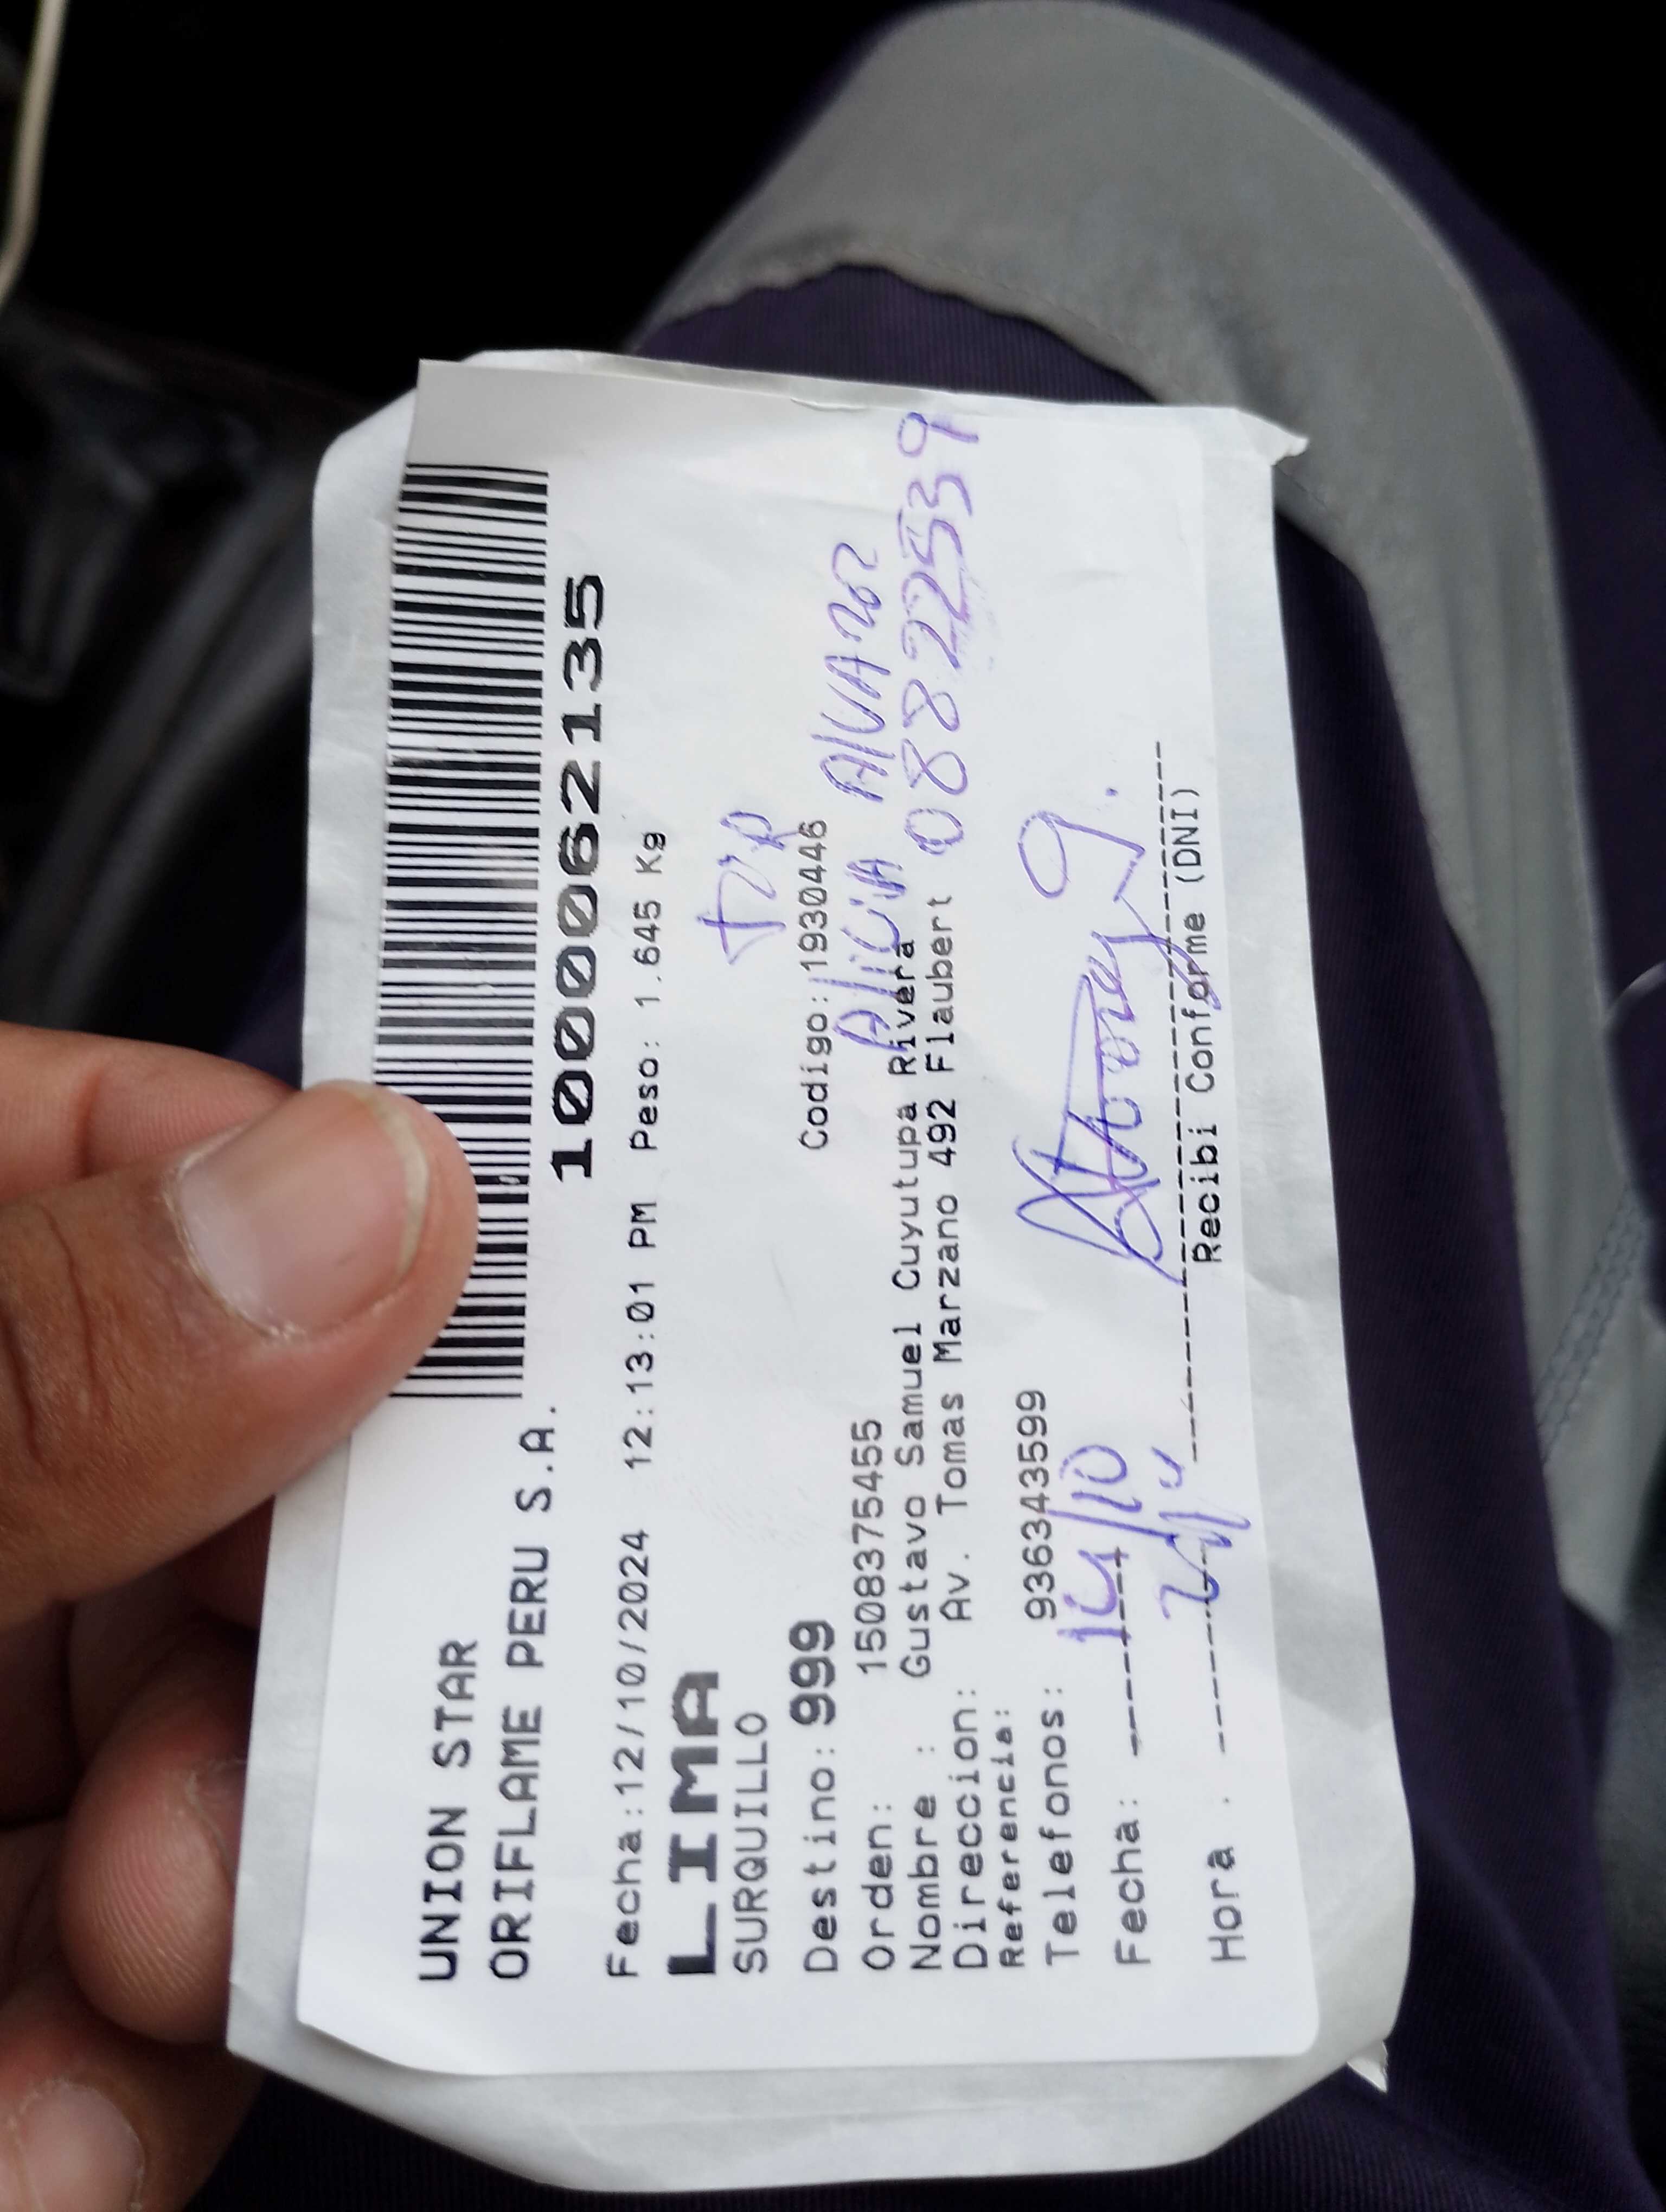 UNION STAR
ORIFLAME PERU S.A.
1000062135
Fecha:12/10/2024 12:13:01 PM Peso: 1.645 Kg
LIMA
SURQUILLO
Destino: 999 Codigo:1930446
Orden: 1508375455
Nombre : Gustavo Samuel Cuyutupa Rivera
Direccion: Av. Tomas Marzano 492 Flaubert
Referencia:
Telefonos: 936343599
Alicia
08822539
Fecha: 14/10
Hora .
Recibi Conforme (DNI)